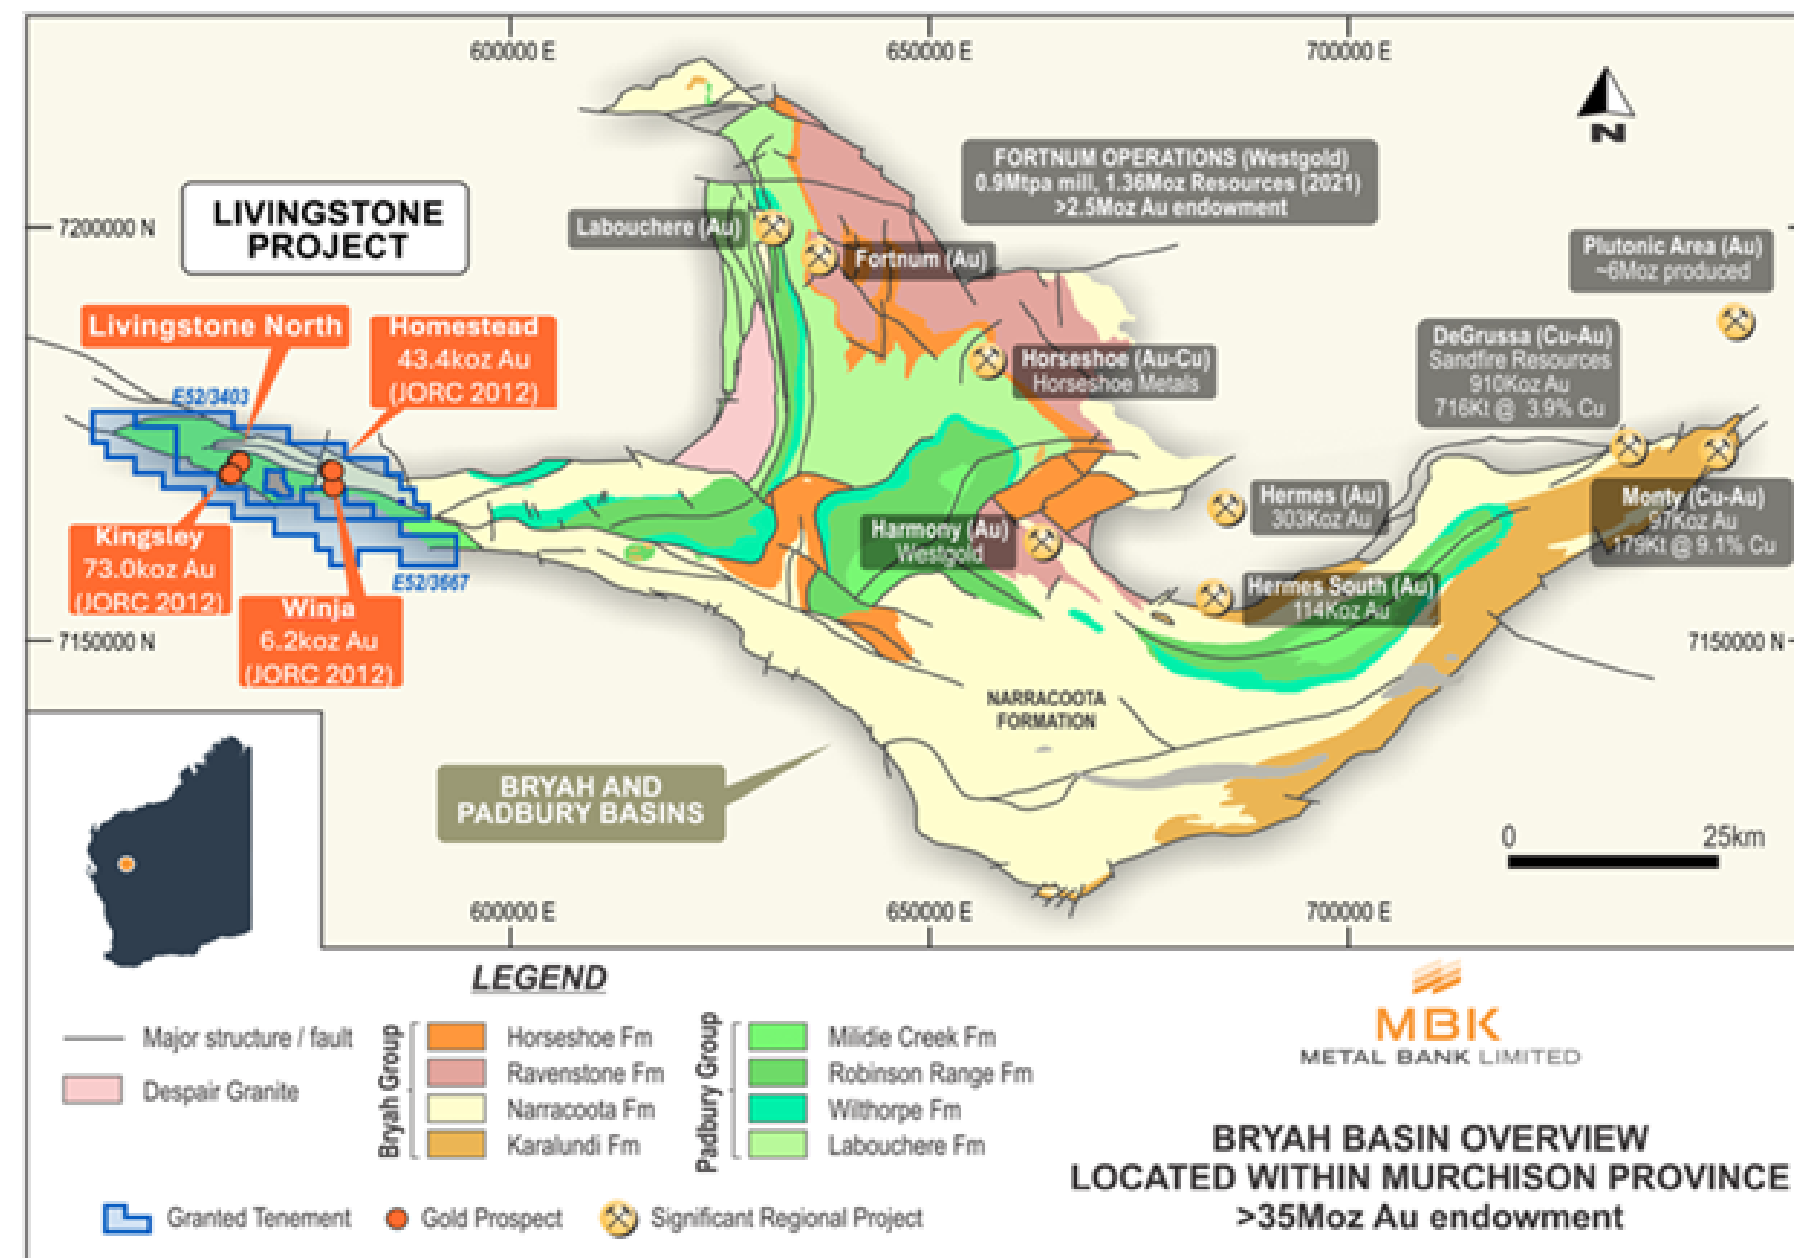 600000 E
650000 E
700000 E
N
FORTNUM OPERATIONS (Westgold)
0.9Mtpa mill, 1.36Moz Resources (2021)
>2.5Moz Au endowment
LIVINGSTONE
PROJECT
7200000 N
Labouchere (Au)
Fortnum (Au)
Plutonic Area (Au)
~6Moz produced
Livingstone North
Homestead
43.4koz Au
(JORC 2012)
Horseshoe (Au-Cu)
Horseshoe Metals
DeGrussa (Cu-Au)
Sandfire Resources
910Koz Au
716Kt @ 3.9% Cu
E52/3403
Hermes (Au)
303Koz Au
Monty (Cu-Au)
97Koz Au
179Kt @ 9.1% Cu
Harmony (Au)
Westgold
Kingsley
73.0koz Au
(JORC 2012)
E52/3667
Winja
6.2koz Au
(JORC 2012)
Hermes South (Au)
114Koz Au
7150000 N
7150000 N
NARRACOOTA
FORMATION
BRYAH AND
PADBURY BASINS
0
25km
600000 E
650000 E
700000 E
LEGEND
Major structure / fault
Despair Granite
Bryah Group
Horseshoe Fm
Ravenstone Fm
Narracoota Fm
Karalundi Fm
Padbury Group
Milidie Creek Fm
Robinson Range Fm
Wilthorpe Fm
Labouchere Fm
Granted Tenement
Gold Prospect
Significant Regional Project
MBK
METAL BANK LIMITED
BRYAH BASIN OVERVIEW
LOCATED WITHIN MURCHISON PROVINCE
>35Moz Au endowment